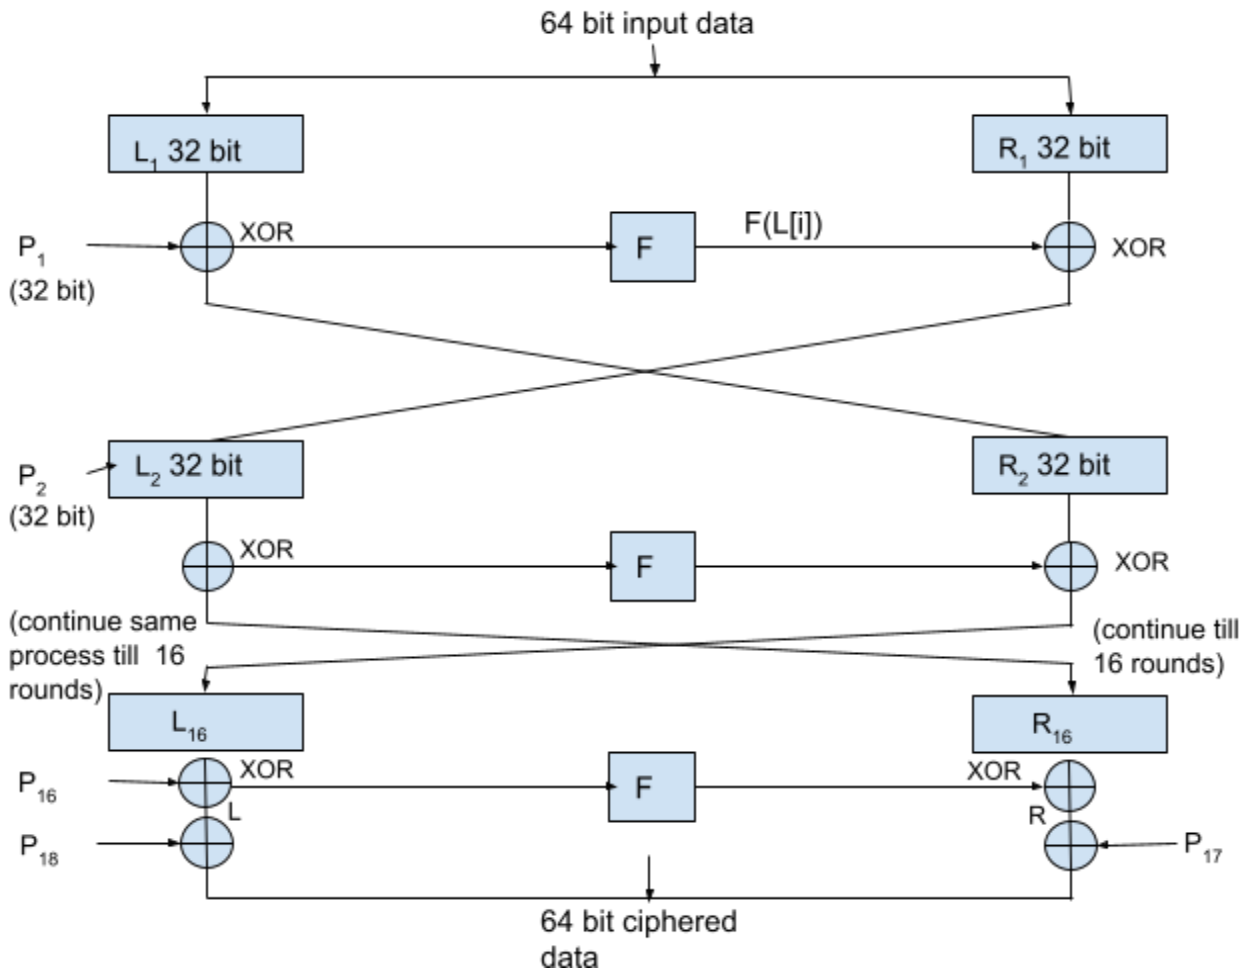 64 bit input data
L1 32 bit
R1 32 bit
P1
(32 bit)
XOR
F
F(L[i])
XOR
L2 32 bit
R2 32 bit
P2
(32 bit)
XOR
F
XOR
(continue same
process till 16
rounds)
(continue till
16 rounds)
L16
R16
P16
XOR
F
XOR
L
R
P18
P17
64 bit ciphered
data